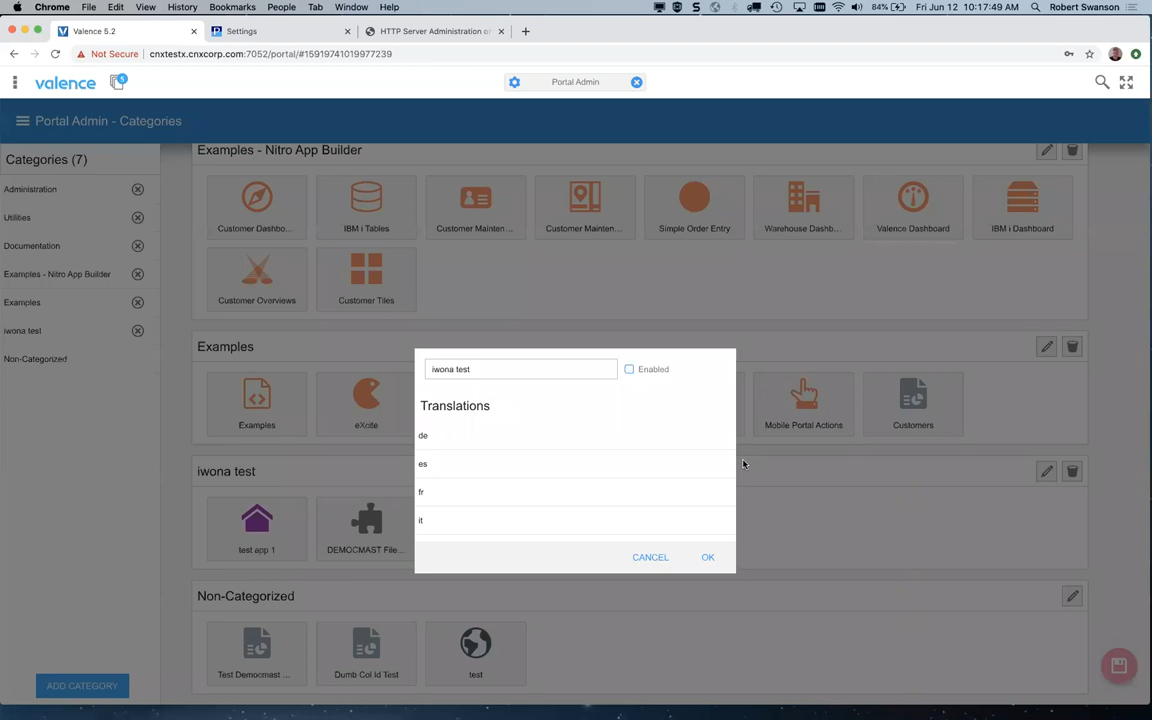 Chrome File Edit View History Bookmarks People Tab Window Help 84% Fri Jun 12 10:17:49 AM Robert Swanson
Valence 5.2 Settings HTTP Server Administration o
Not Secure cnxtestx.cnxcorp.com:7052/portal/#15919741019977239
valence 5 Portal Admin
Portal Admin - Categories
Categories (7)
Administration
Utilities
Documentation
Examples - Nitro App Builder
Examples
iwona test
Non-Categorized
ADD CATEGORY
Examples - Nitro App Builder
Customer Dashbo... IBM i Tables Customer Mainten... Customer Mainten... Simple Order Entry Warehouse Dashb... Valence Dashboard IBM i Dashboard
Customer Overviews Customer Tiles
Examples
Examples eXcite Mobile Portal Actions Customers
iwona test
test app 1 DEMOCMAST File...
Non-Categorized
Test Democmast ... Dumb Col Id Test test
iwona test Enabled
Translations
de
es
fr
it
CANCEL OK